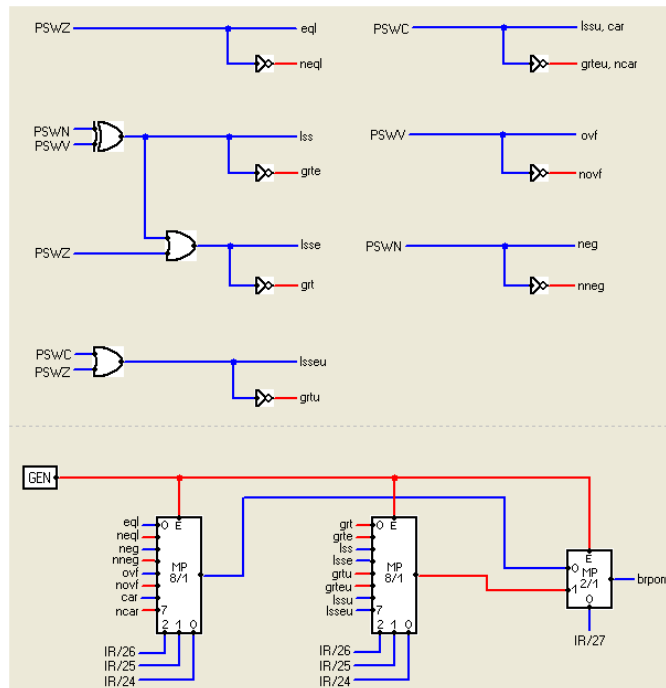 PSWZ
eql
neql
PSWC
lssu, car
grteu, ncar
PSWN
PSWV
lss
grte
PSWV
ovf
novf
PSWZ
lsse
grt
PSWN
neg
nneg
PSWC
PSWZ
lsseu
grtu
GEN
eql
neql
neg
nneg
ovf
novf
car
ncar
0 E
MP
8/1
7
2 1 0
IR/26
IR/25
IR/24
grt
grte
lss
lsse
grtu
grteu
lssu
lsseu
0 E
MP
8/1
7
2 1 0
IR/26
IR/25
IR/24
E
0 MP
1 2/1
0
brpom
IR/27